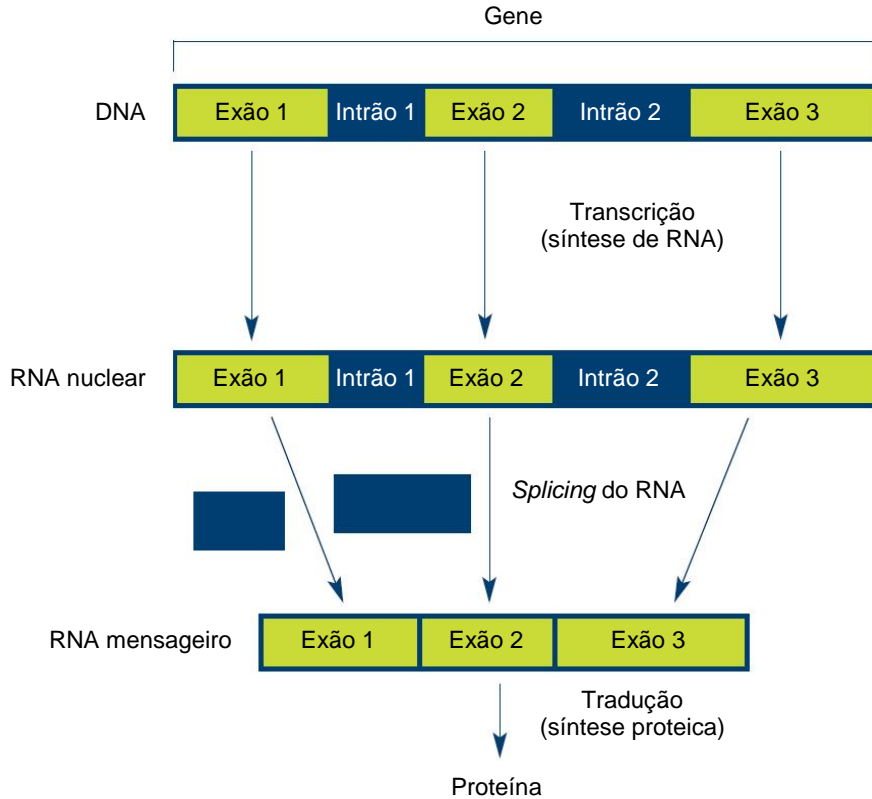 Gene
DNA
Exão 1 Intrão 1 Exão 2 Intrão 2 Exão 3
Transcrição
(síntese de RNA)
RNA nuclear
Exão 1 Intrão 1 Exão 2 Intrão 2 Exão 3
Splicing do RNA
RNA mensageiro
Exão 1 Exão 2 Exão 3
Tradução
(síntese proteica)
Proteína